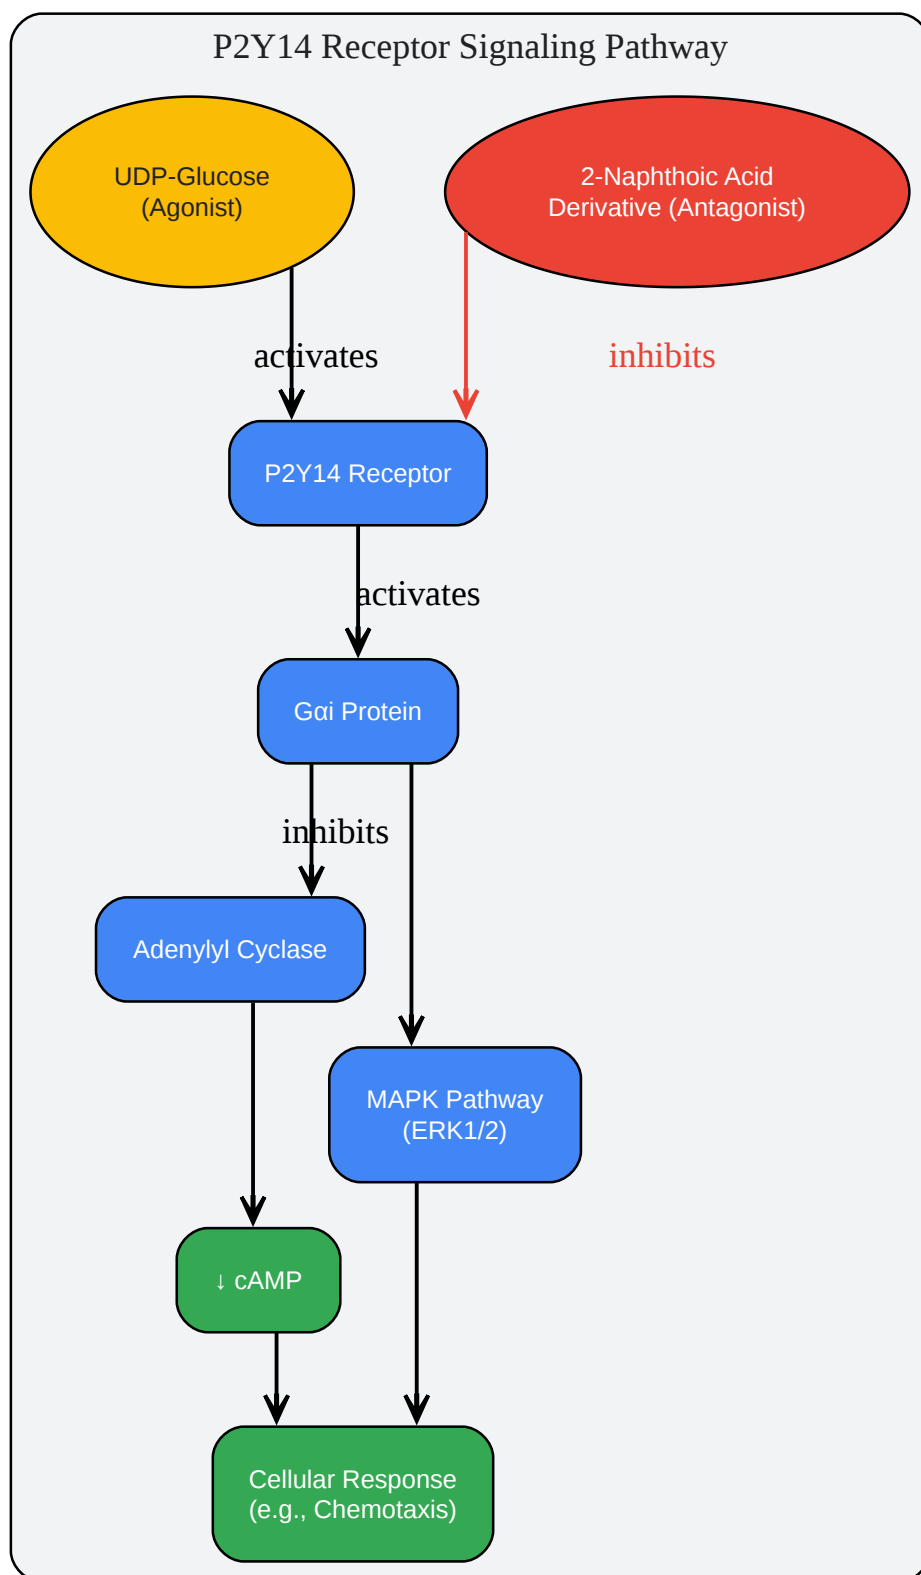 P2Y14 Receptor Signaling Pathway
UDP-Glucose
(Agonist)
2-Naphthoic Acid
Derivative (Antagonist)
activates
inhibits
P2Y14 Receptor
activates
Gαi Protein
inhibits
Adenylyl Cyclase
MAPK Pathway
(ERK1/2)
↓ cAMP
Cellular Response
(e.g., Chemotaxis)